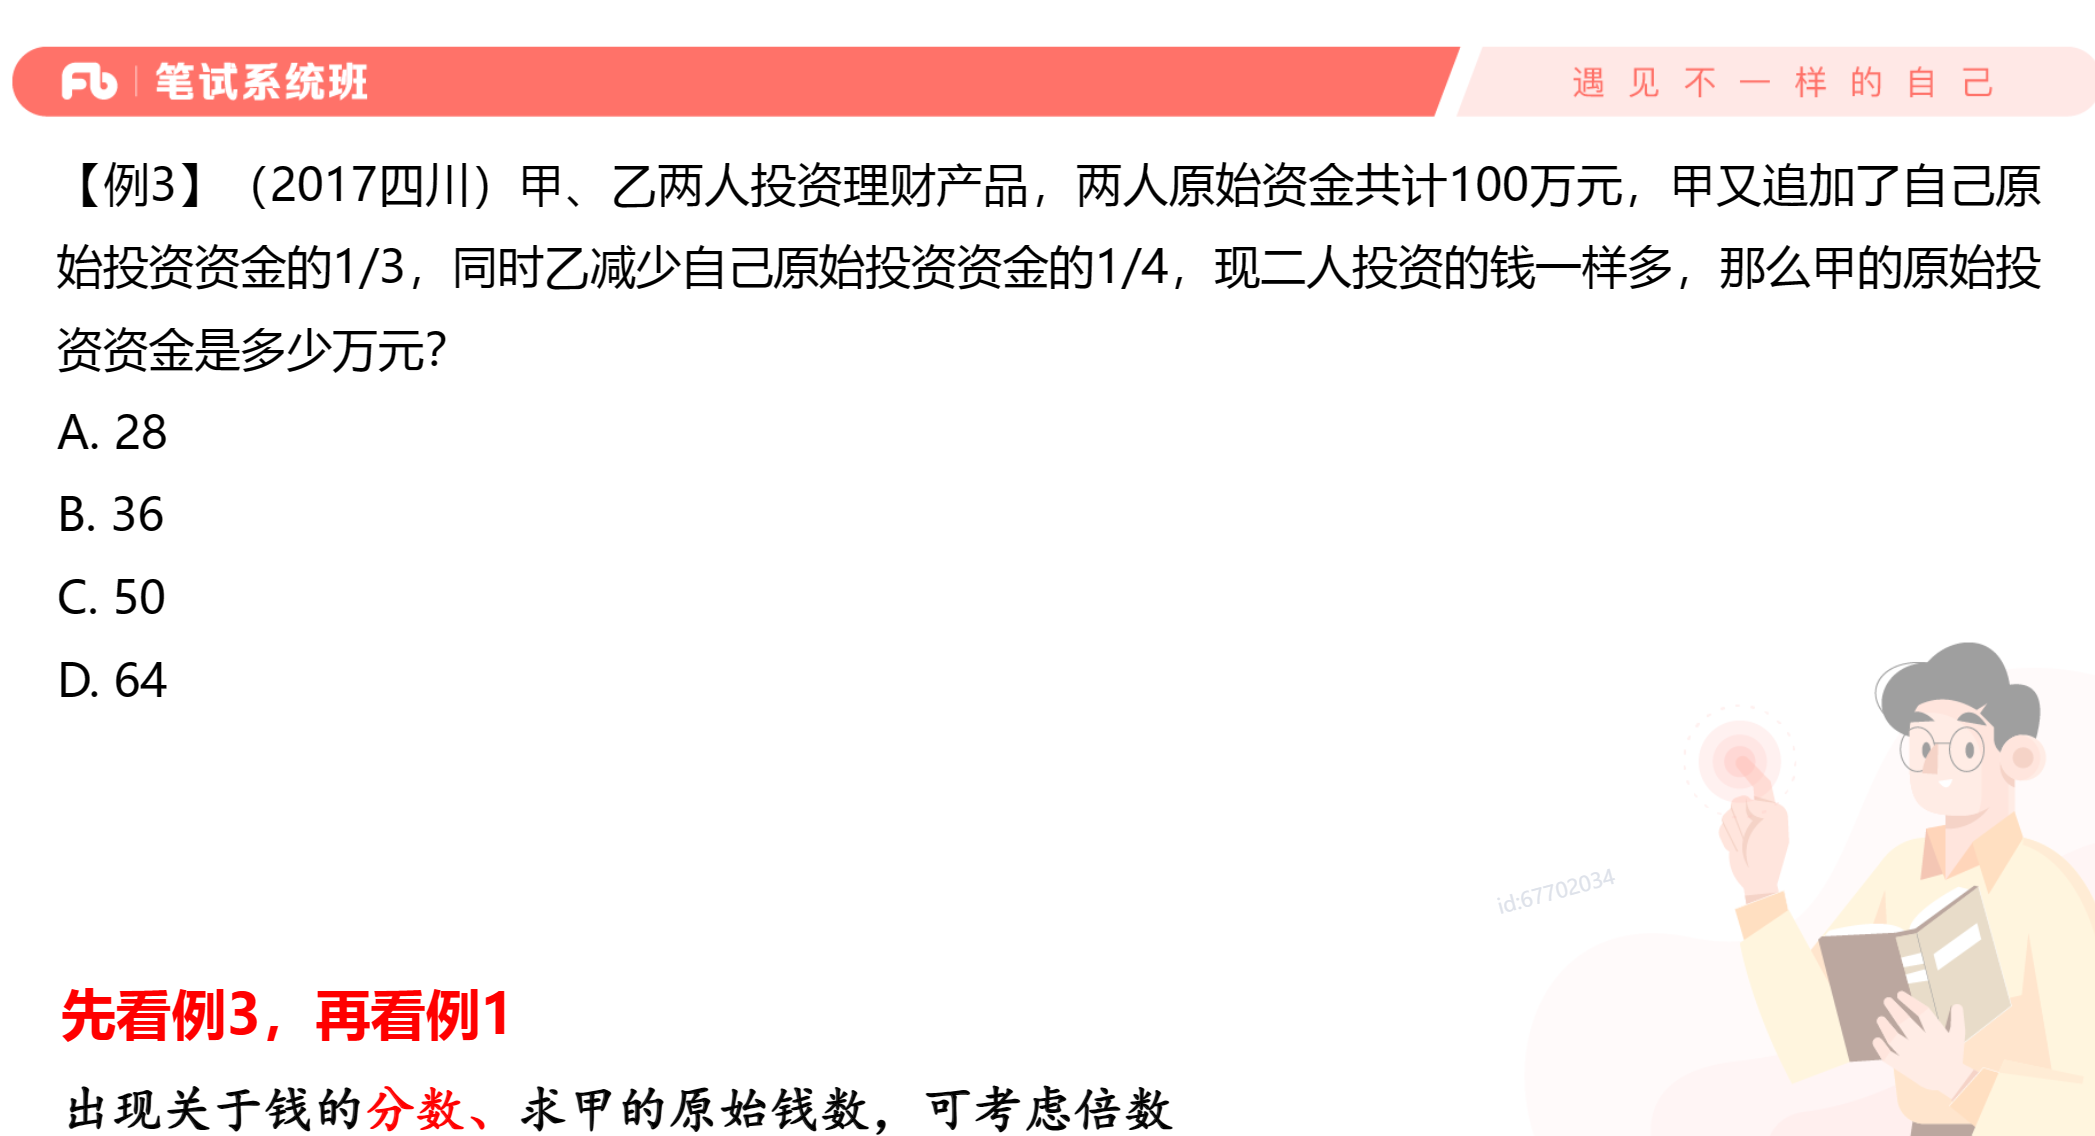 Fb 笔试系统班
遇见不一样的自己
【例3】（2017四川）甲、乙两人投资理财产品，两人原始资金共计100万元，甲又追加了自己原
始投资资金的1/3，同时乙减少自己原始投资资金的1/4，现二人投资的钱一样多，那么甲的原始投
资资金是多少万元？
A. 28
B. 36
C. 50
D. 64
id:67702034
先看例3，再看例1
出现关于钱的分数、求甲的原始钱数，可考虑倍数